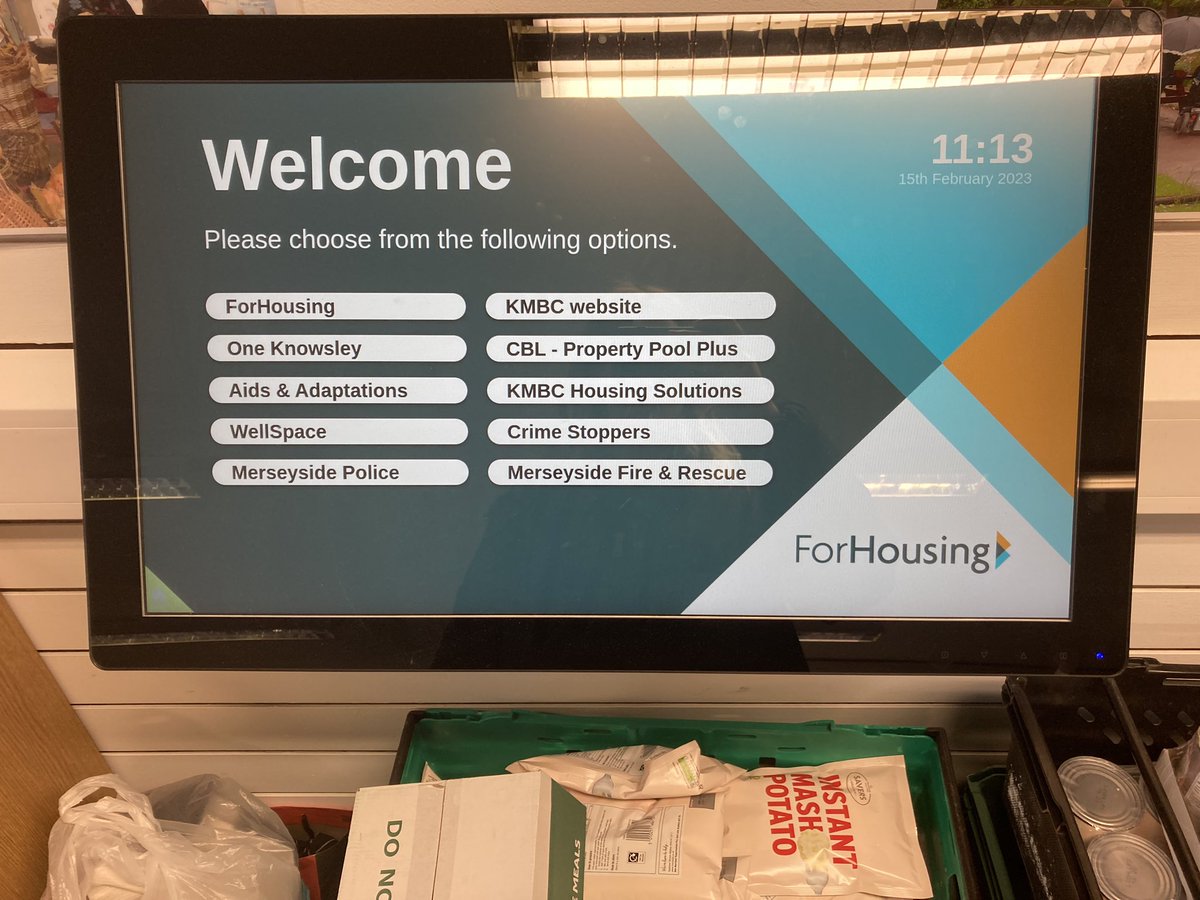 Welcome
11:13
15th February 2023
Please choose from the following options.
ForHousing
KMBC website
One Knowsley
CBL - Property Pool Plus
Aids & Adaptations
KMBC Housing Solutions
WellSpace
Crime Stoppers
Merseyside Police
Merseyside Fire & Rescue
ForHousing
DO NO
MEALS
SAVERS
INSTANT
MASH
POTATO